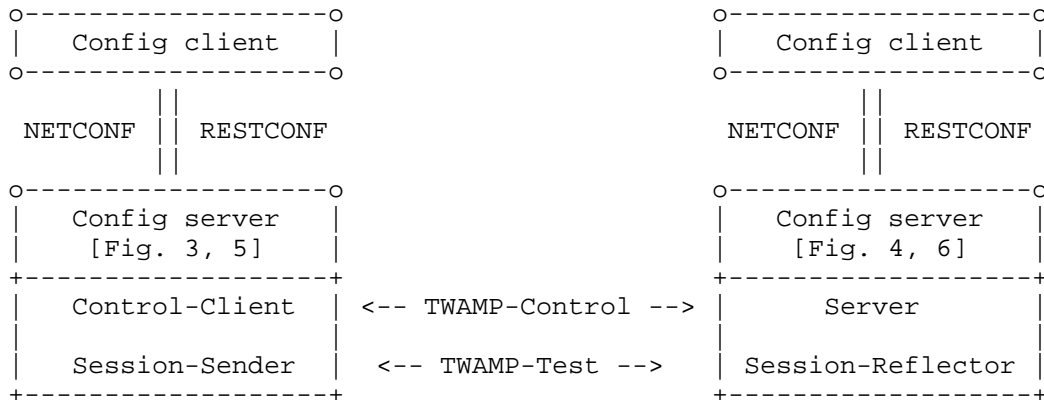 o-------------------o                      o-------------------o
|    Config client    |                      |    Config client    |
o-------------------o                      o-------------------o
||                                           ||
NETCONF || RESTCONF                     NETCONF || RESTCONF
||                                           ||
o-------------------o                      o-------------------o
|    Config server    |                      |    Config server    |
|    [Fig. 3, 5]    |                      |    [Fig. 4, 6]    |
+-------------------+                      +-------------------+
|    Control-Client    | <-- TWAMP-Control --> |    Server    |
|                   |                      |                   |
|    Session-Sender    | <-- TWAMP-Test --> | Session-Reflector |
+-------------------+                      +-------------------+